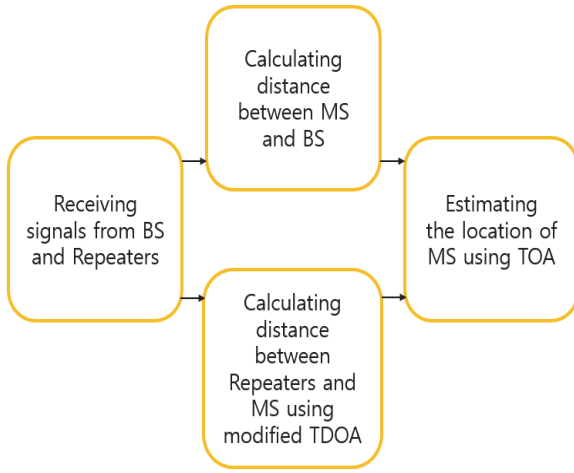 Receiving
signals from BS
and Repeaters
Calculating
distance
between MS
and BS
Calculating
distance
between
Repeaters and
MS using
modified TDOA
Estimating
the location of
MS using TOA